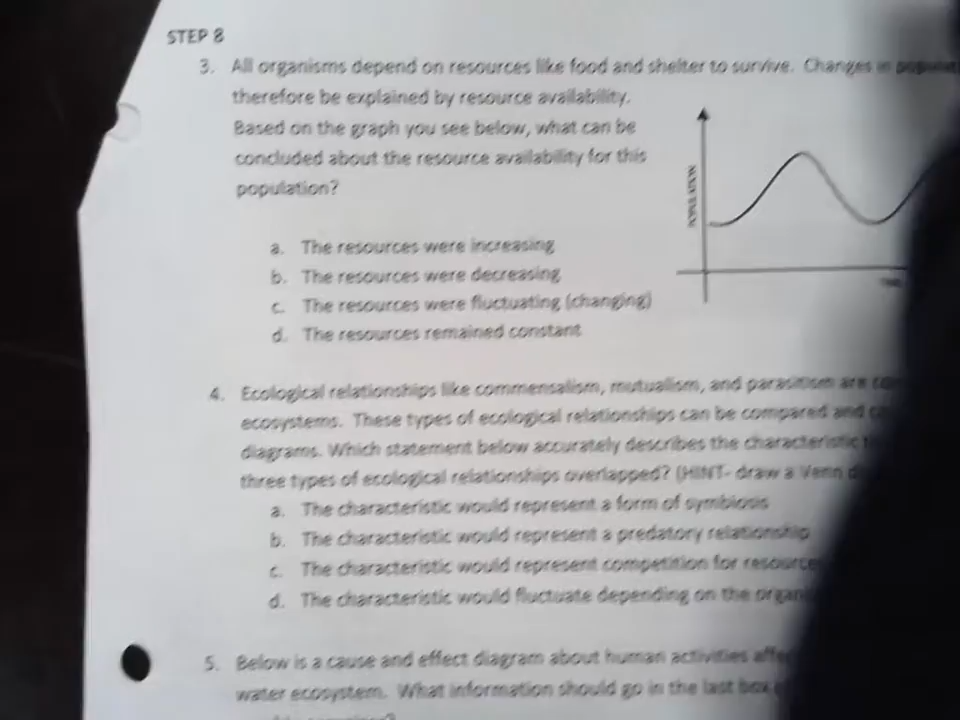 STEP 8
3. All organisms depend on resources like food and shelter to survive. Changes in
therefore be explained by resource availability.
Based on the graph you see below, what can be
concluded about the resource availability for this
population?
a. The resources were increasing
b. The resources were decreasing
c. The resources were fluctuating (changing)
d. The resources remained constant
4. Ecological relationships like commensalism, mutualism, and parasitism are
ecosystems. These types of ecological relationships can be compared and
diagrams. Which statement below accurately describes the characteristic
three types of ecological relationships overlapped? (HINT- draw a Venn
a. The characteristic would represent a form of symbiosis
b. The characteristic would represent a predatory relationship
c. The characteristic would represent competition for resource
d. The characteristic would fluctuate depending on the
5. Below is a cause and effect diagram about human activities
water ecosystem. What information should go in the last box